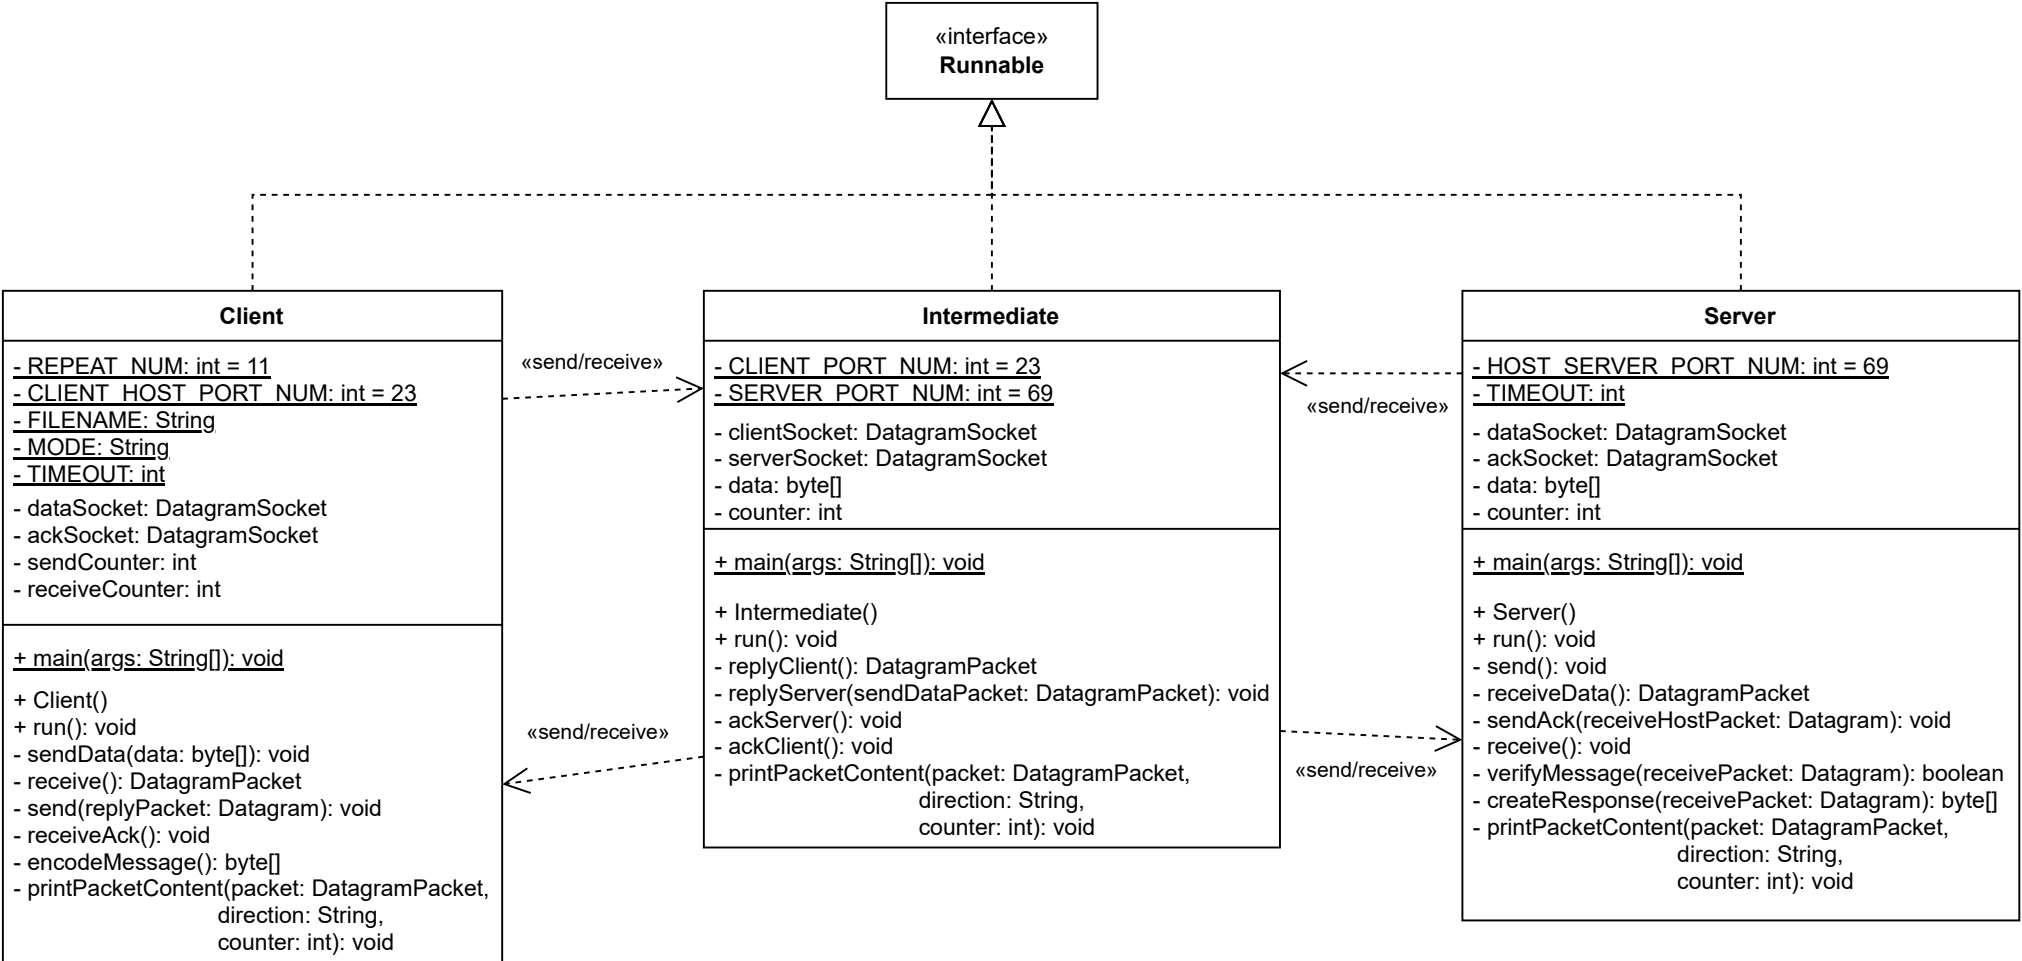 «interface»
Runnable
Client
- REPEAT_NUM: int = 11
- CLIENT_HOST_PORT_NUM: int = 23
- FILENAME: String
- MODE: String
- TIMEOUT: int
- dataSocket: DatagramSocket
- ackSocket: DatagramSocket
- sendCounter: int
- receiveCounter: int
+ main(args: String[]): void
+ Client()
+ run(): void
- sendData(data: byte[]): void
- receive(): DatagramPacket
- send(replyPacket: Datagram): void
- receiveAck(): void
- encodeMessage(): byte[]
- printPacketContent(packet: DatagramPacket,
direction: String,
counter: int): void
«send/receive»
«send/receive»
Intermediate
- CLIENT_PORT_NUM: int = 23
- SERVER_PORT_NUM: int = 69
- clientSocket: DatagramSocket
- serverSocket: DatagramSocket
- data: byte[]
- counter: int
+ main(args: String[]): void
+ Intermediate()
+ run(): void
- replyClient(): DatagramPacket
- replyServer(sendDataPacket: DatagramPacket): void
- ackServer(): void
- ackClient(): void
- printPacketContent(packet: DatagramPacket,
direction: String,
counter: int): void
«send/receive»
«send/receive»
Server
- HOST_SERVER_PORT_NUM: int = 69
- TIMEOUT: int
- dataSocket: DatagramSocket
- ackSocket: DatagramSocket
- data: byte[]
- counter: int
+ main(args: String[]): void
+ Server()
+ run(): void
- send(): void
- receiveData(): DatagramPacket
- sendAck(receiveHostPacket: Datagram): void
- receive(): void
- verifyMessage(receivePacket: Datagram): boolean
- createResponse(receivePacket: Datagram): byte[]
- printPacketContent(packet: DatagramPacket,
direction: String,
counter: int): void